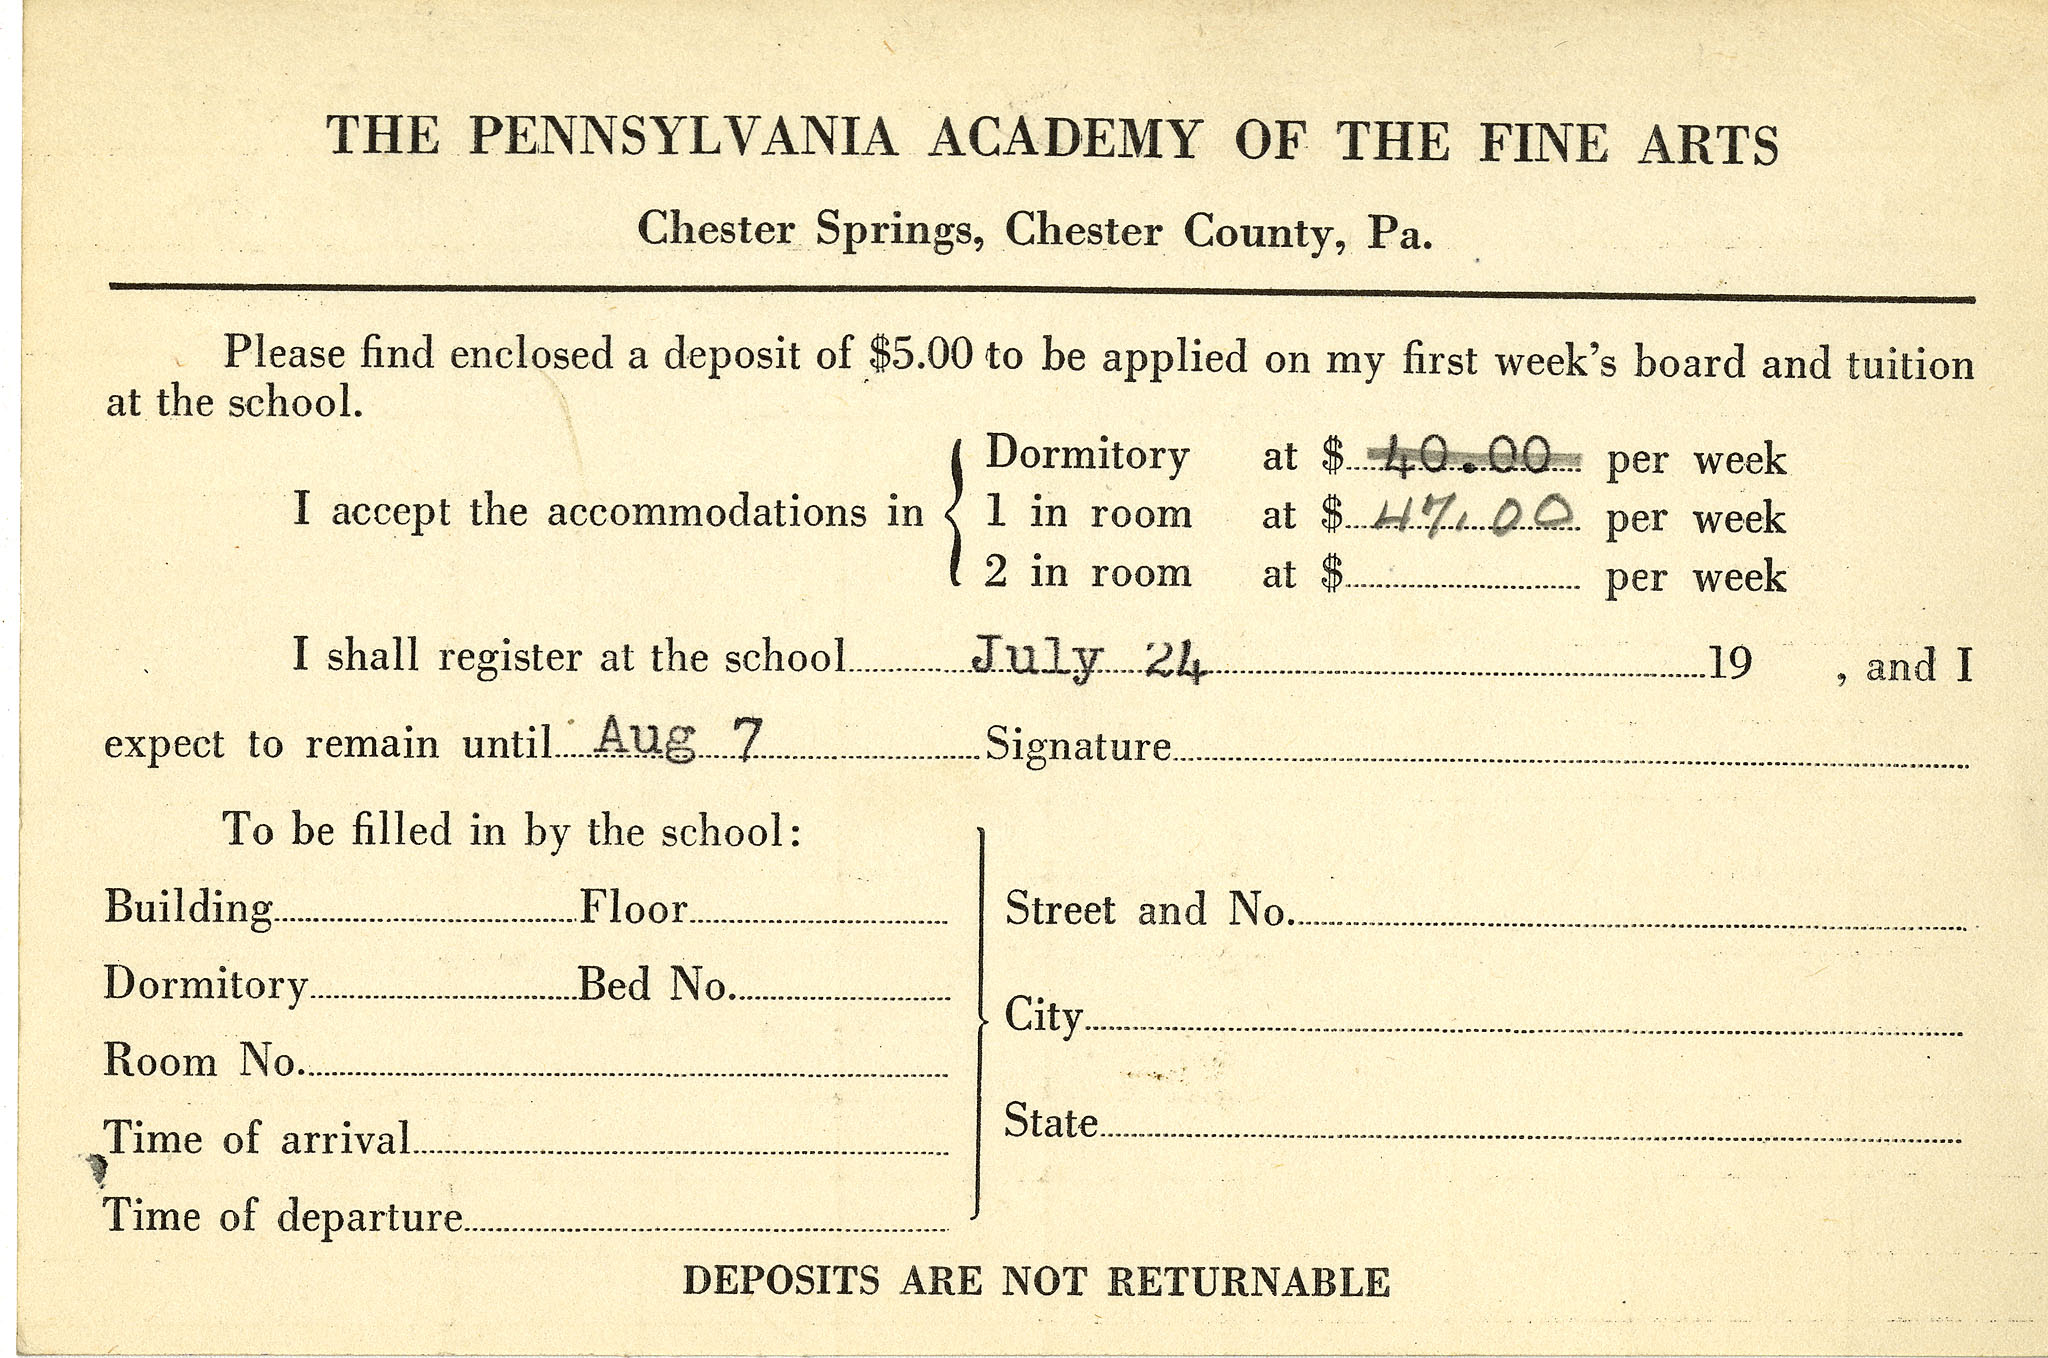 THE PENNSYLVANIA ACADEMY OF THE FINE ARTS
Chester Springs, Chester County, Pa.
Please find enclosed a deposit of $5.00 to be applied on my first week's board and tuition
at the school.
I accept the accommodations in
Dormitory at $ 40.00 per week
1 in room at $ 47.00 per week
2 in room at $ per week
I shall register at the school July 24 19 , and I
expect to remain until Aug 7 Signature
To be filled in by the school:
Building Floor
Dormitory Bed No.
Room No.
Time of arrival
Time of departure
Street and No.
City
State
DEPOSITS ARE NOT RETURNABLE